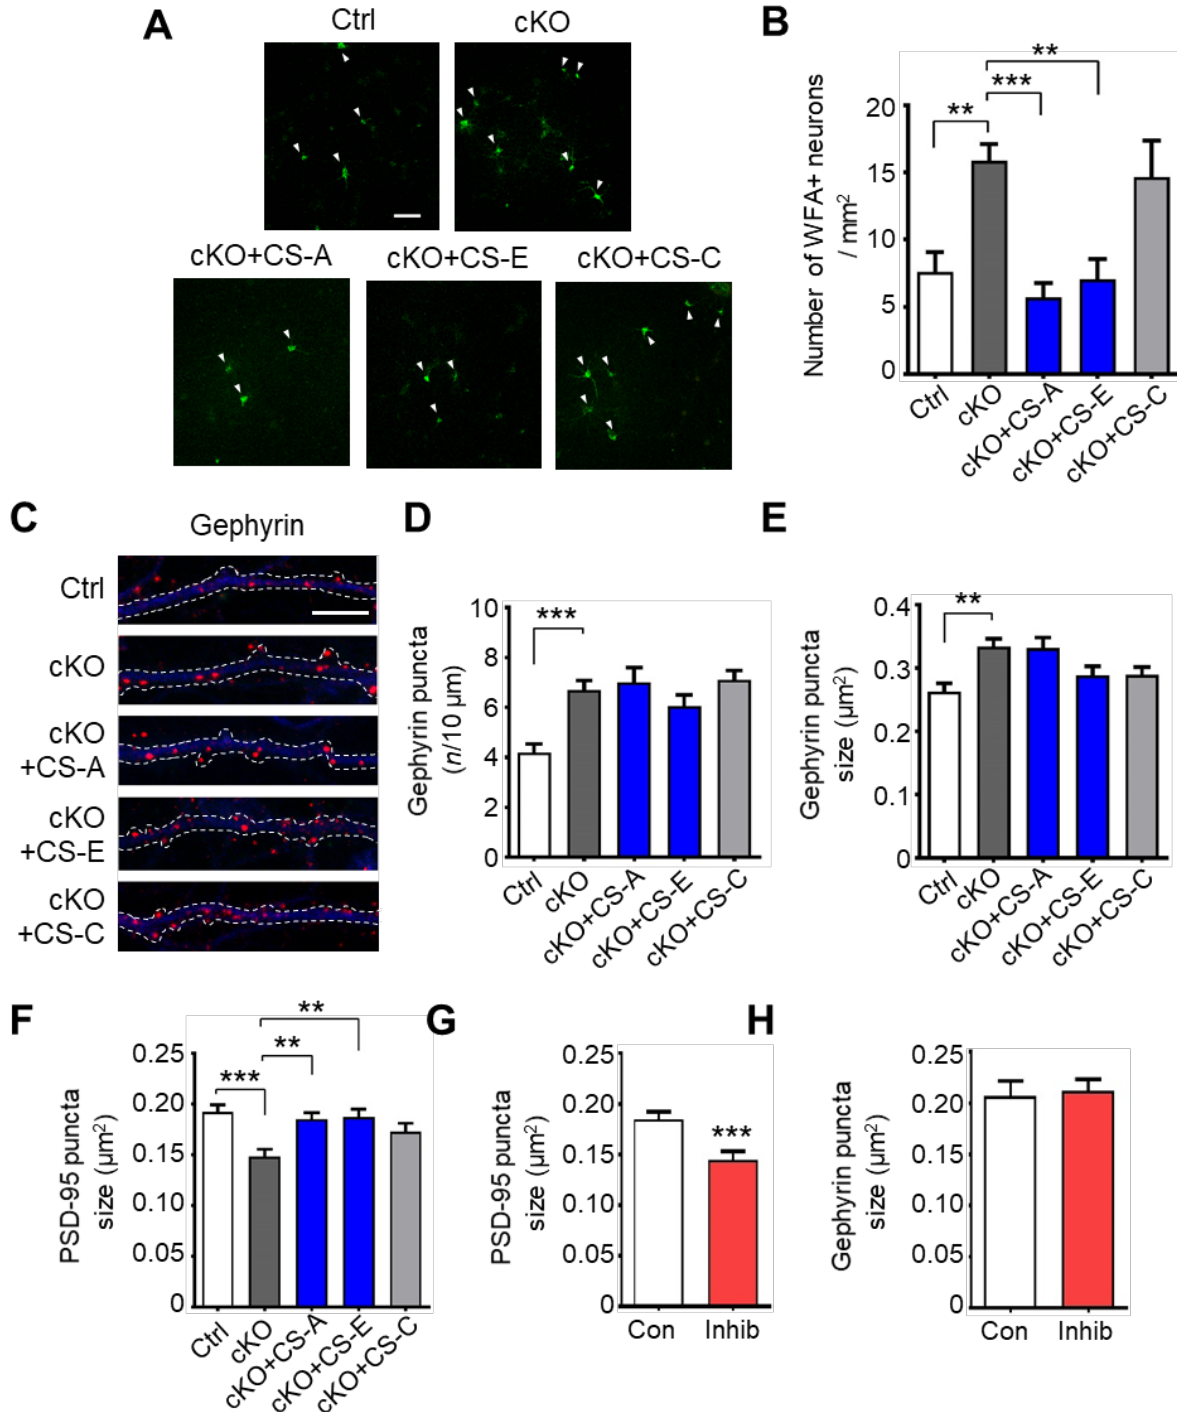 A
Ctrl
cKO
cKO+CS-A
cKO+CS-E
cKO+CS-C
B
Number of WFA+ neurons
/ mm²
20
15
10
5
0
**
***
**
Ctrl
cKO
cKO+CS-A
cKO+CS-E
cKO+CS-C
C
Gephyrin
Ctrl
cKO
cKO
+CS-A
cKO
+CS-E
cKO
+CS-C
D
Gephyrin puncta
(n/10 µm)
10
8
6
4
2
0
***
Ctrl
cKO
cKO+CS-A
cKO+CS-E
cKO+CS-C
E
Gephyrin puncta
size (µm²)
0.4
0.3
0.2
0.1
0
**
Ctrl
cKO
cKO+CS-A
cKO+CS-E
cKO+CS-C
F
PSD-95 puncta
size (µm²)
0.25
0.20
0.15
0.10
0.05
0
***
**
**
Ctrl
cKO
cKO+CS-A
cKO+CS-E
cKO+CS-C
G
PSD-95 puncta
size (µm²)
0.25
0.20
0.15
0.10
0.05
0
***
Con
Inhib
H
Gephyrin puncta
size (µm²)
0.25
0.20
0.15
0.10
0.05
0
Con
Inhib